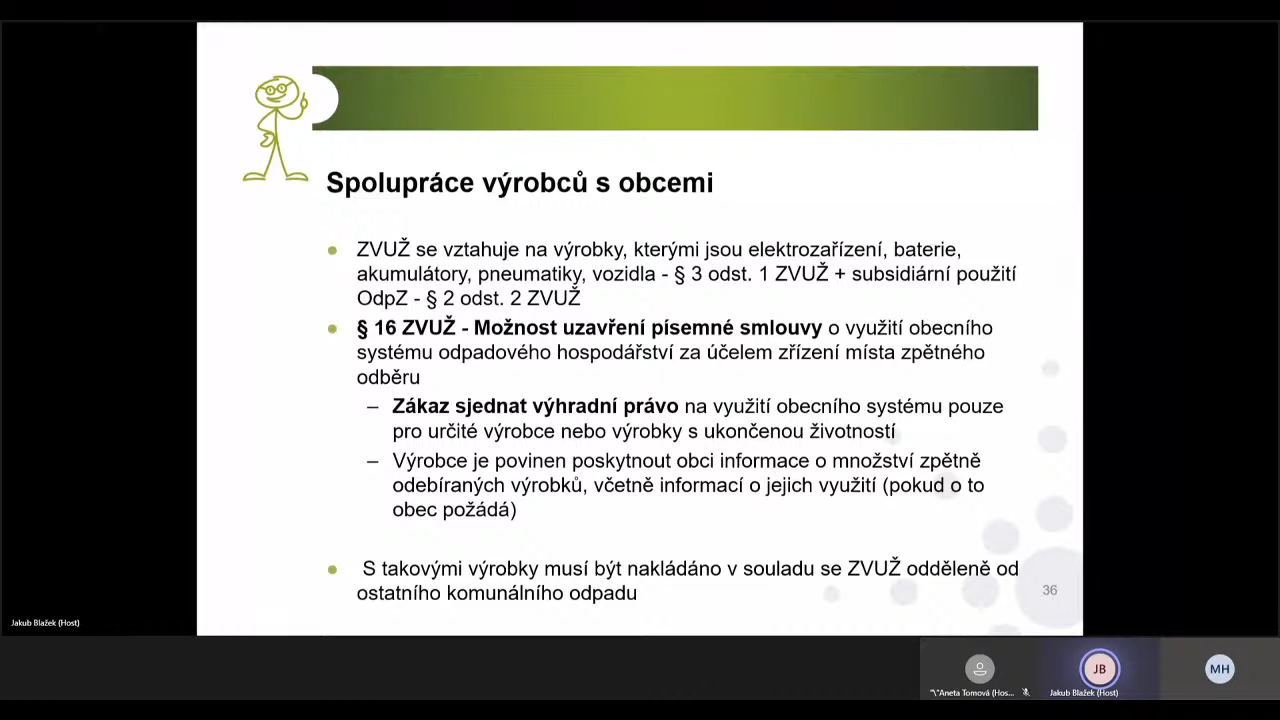 Spolupráce výrobců s obcemi
ZVUŽ se vztahuje na výrobky, kterými jsou elektrozařízení, baterie,
akumulátory, pneumatiky, vozidla - § 3 odst. 1 ZVUŽ + subsidiární použití
OdpZ - § 2 odst. 2 ZVUŽ
§ 16 ZVUŽ - Možnost uzavření písemné smlouvy o využití obecního
systému odpadového hospodářství za účelem zřízení místa zpětného
odběru
– Zákaz sjednat výhradní právo na využití obecního systému pouze
pro určité výrobce nebo výrobky s ukončenou životností
– Výrobce je povinen poskytnout obci informace o množství zpětně
odebíraných výrobků, včetně informací o jejich využití (pokud o to
obec požádá)
S takovými výrobky musí být nakládáno v souladu se ZVUŽ odděleně od
ostatního komunálního odpadu
36
Jakub Blažek (Host)
JB
MH
"\"Aneta Tomová (Hos...
Jakub Blažek (Host)